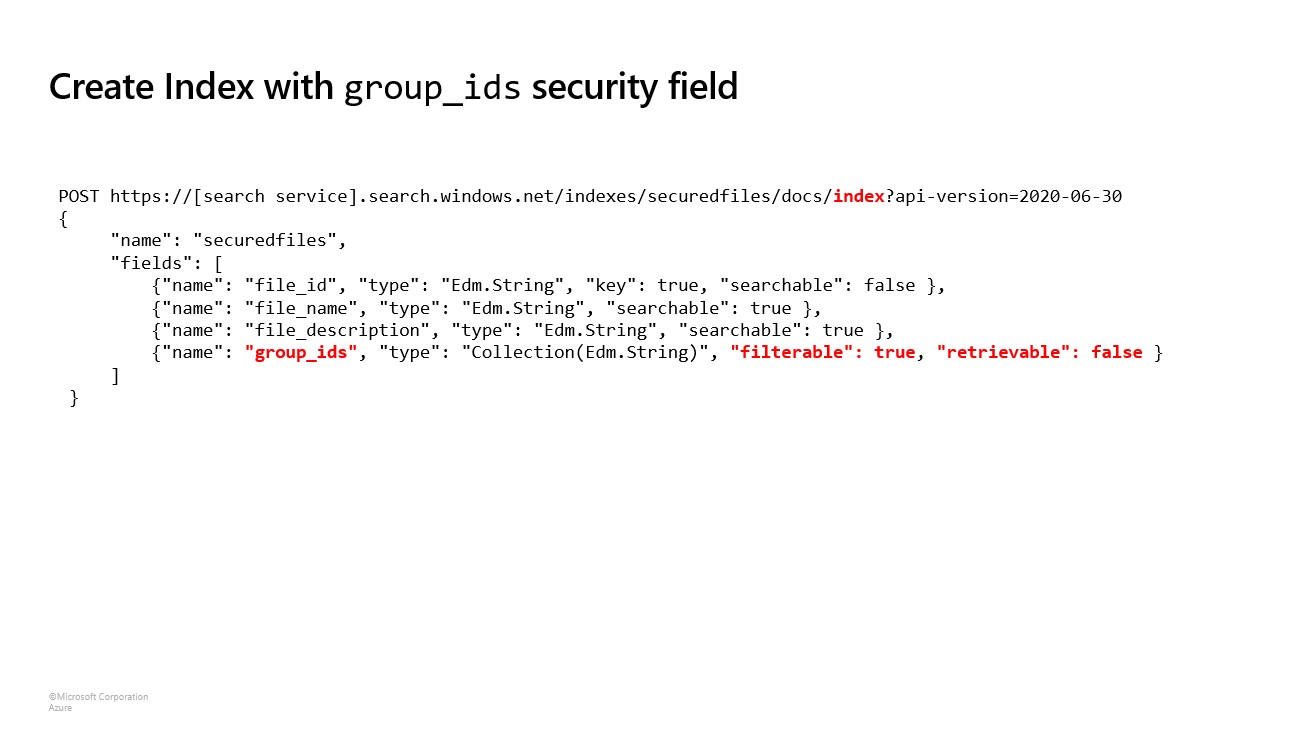 Create Index with group_ids security field
POST https://[search service].search.windows.net/indexes/securedfiles/docs/index?api-version=2020-06-30
{
"name": "securedfiles",
"fields": [
{"name": "file_id", "type": "Edm.String", "key": true, "searchable": false },
{"name": "file_name", "type": "Edm.String", "searchable": true },
{"name": "file_description", "type": "Edm.String", "searchable": true },
{"name": "group_ids", "type": "Collection(Edm.String)", "filterable": true, "retrievable": false }
]
}
©Microsoft Corporation
Azure